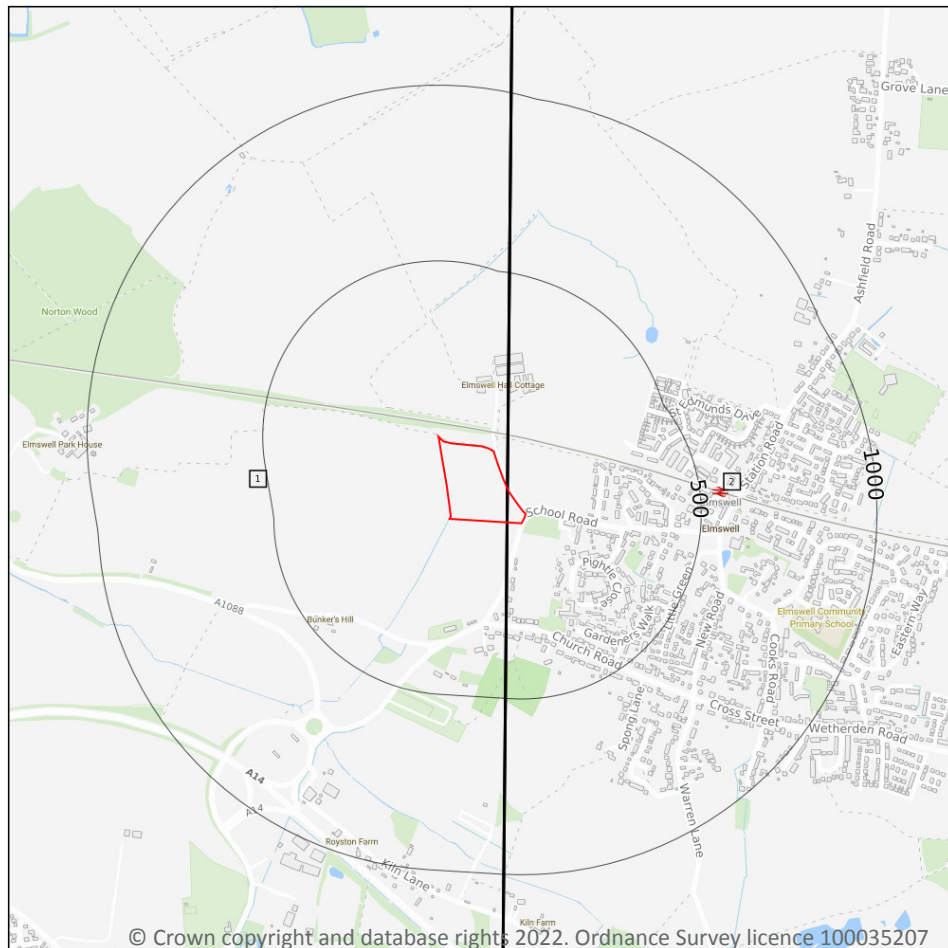 Grove Lane
Ashfield Road
Norton Wood
Elmswell Hall Cottage
St Edmunds Drive
Station Road
Elmswell Park House
1
2
500
1000
Elmswell
School Road
Elmswell
Pightle Close
Little Green
New Road
Elmswell Community
Primary School
Eastern Way
A1088
Bunker's Hill
Gardeners Walk
Church Road
Cooks Road
Spong Lane
Cross Street
Wetherden Road
A14
A14
Warren Lane
Royston Farm
Kiln Lane
Kiln Farm
© Crown copyright and database rights 2022. Ordnance Survey licence 100035207